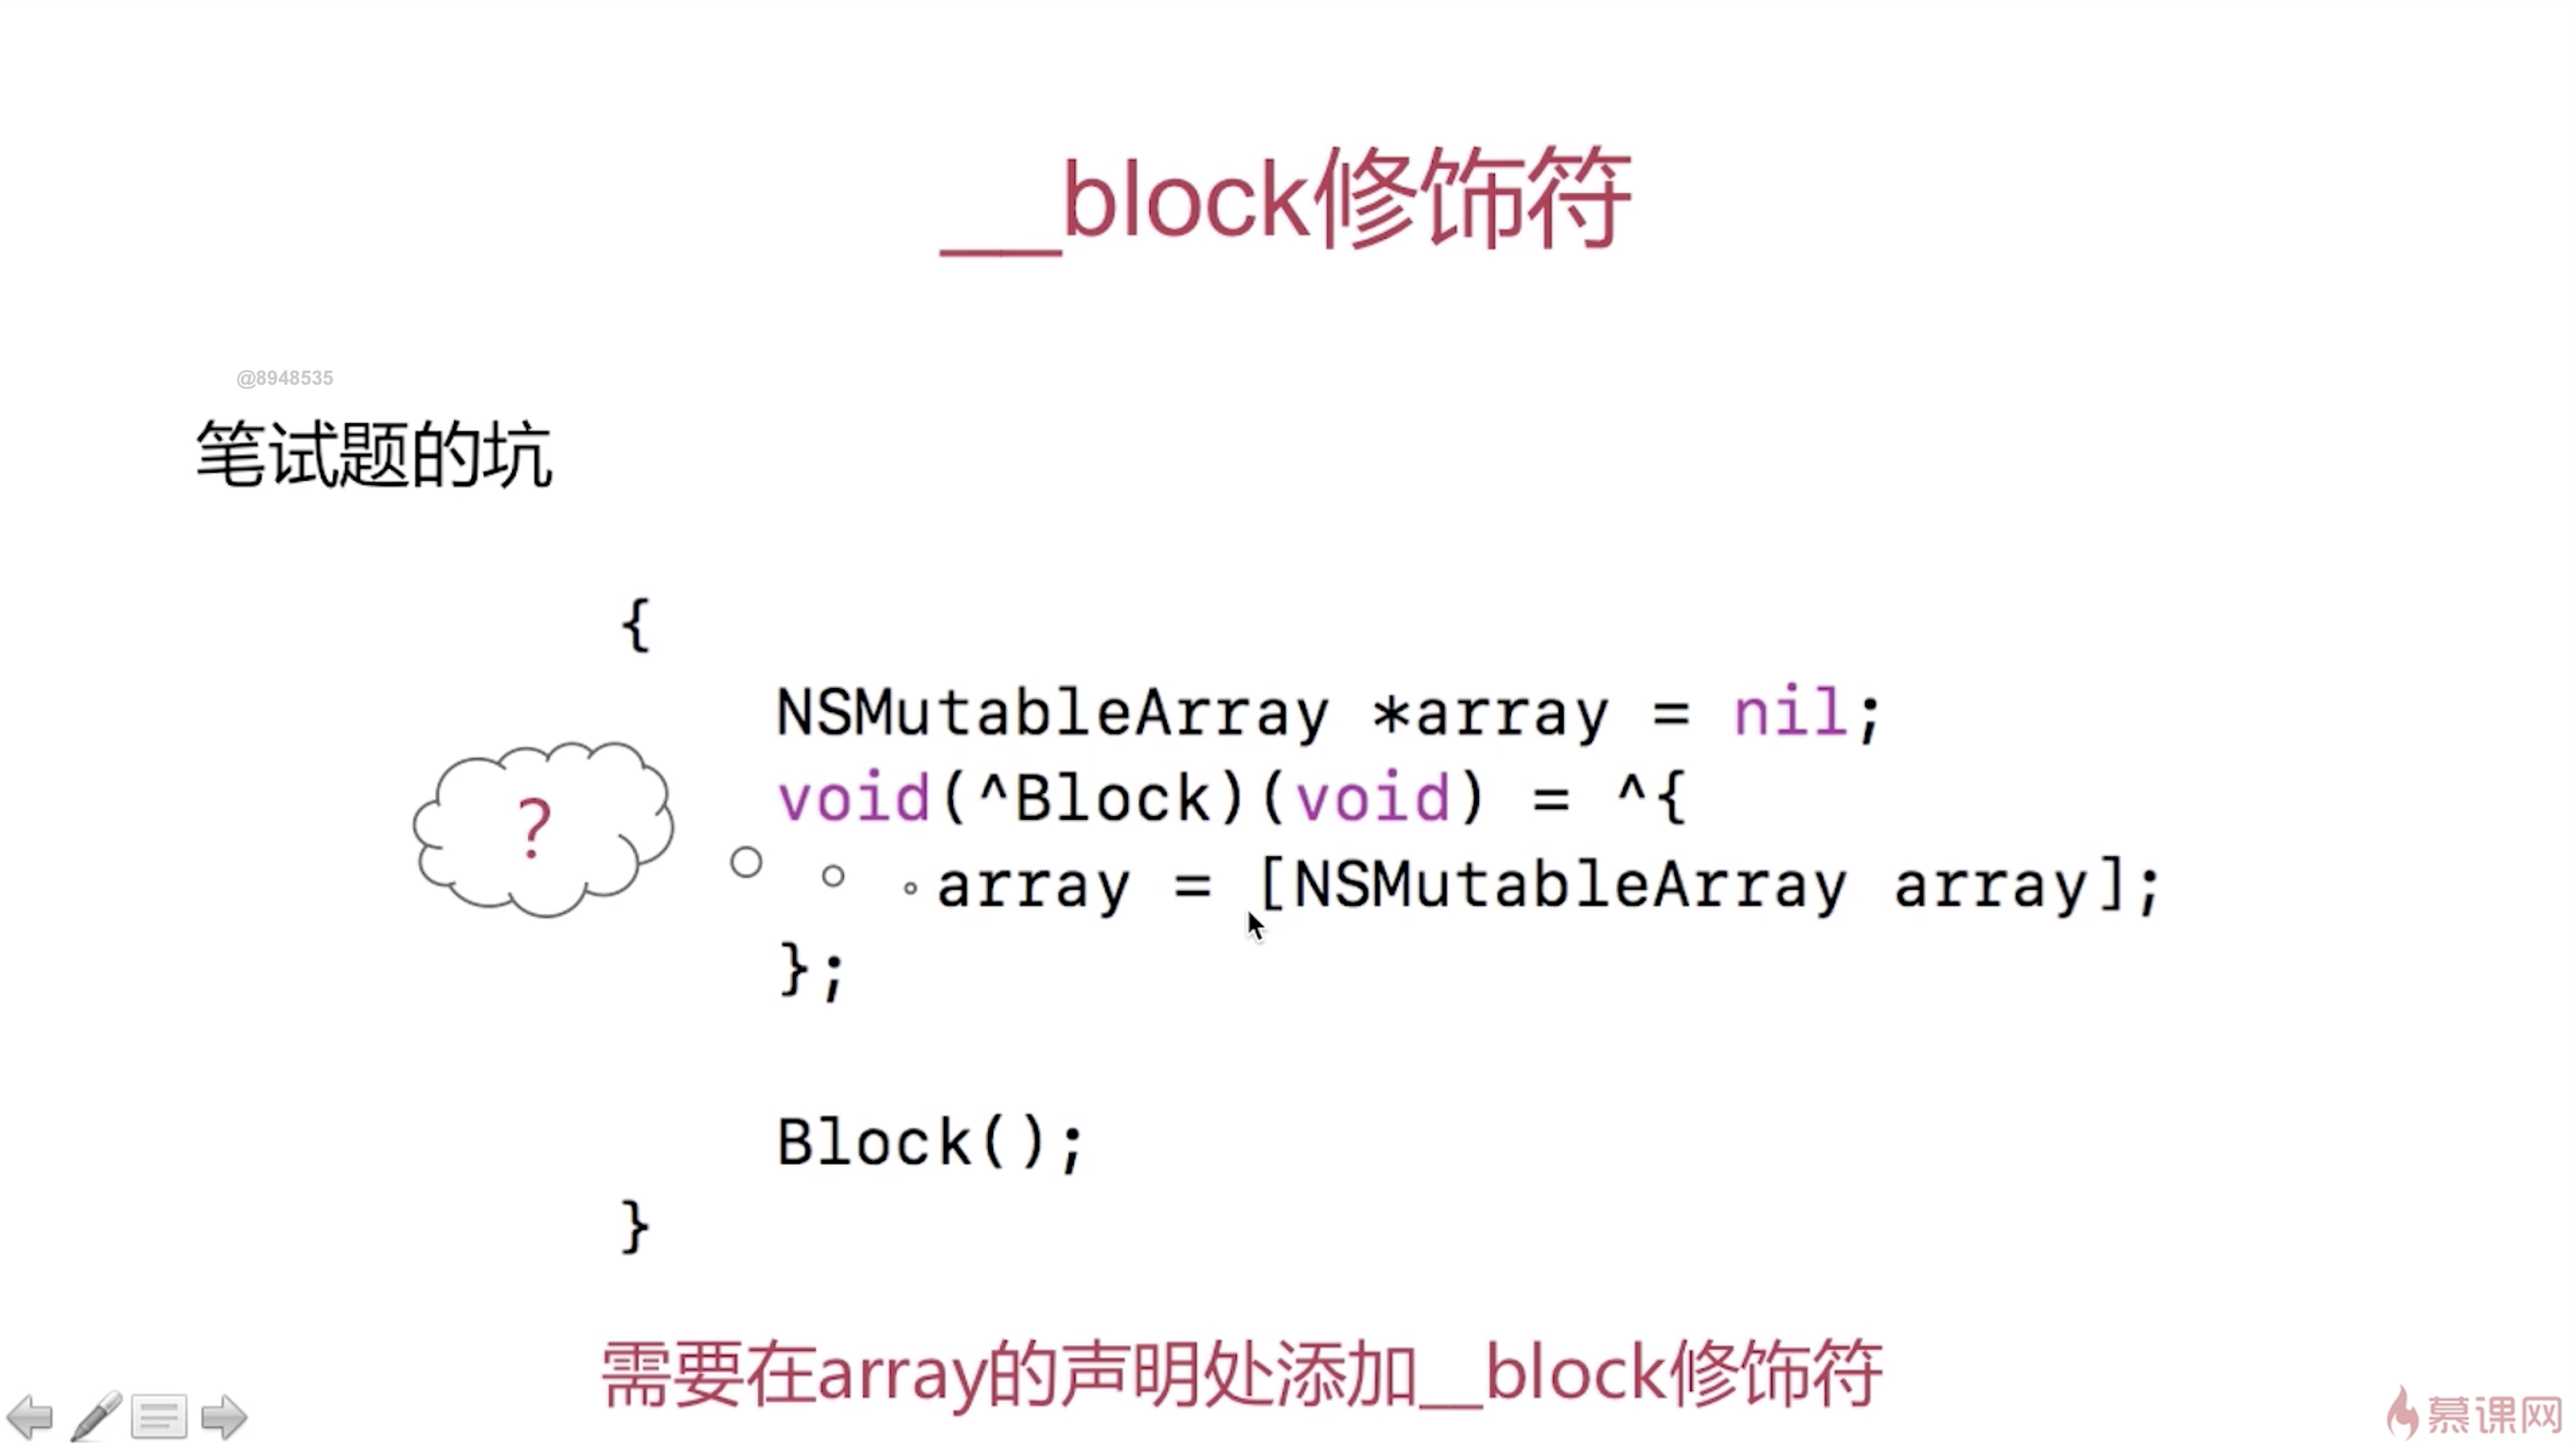 __block修饰符
@8948535
笔试题的坑
{
NSMutableArray *array = nil;
void(^Block)(void) = ^{
?
array = [NSMutableArray array];
};
Block();
}
需要在array的声明处添加__block修饰符
慕课网